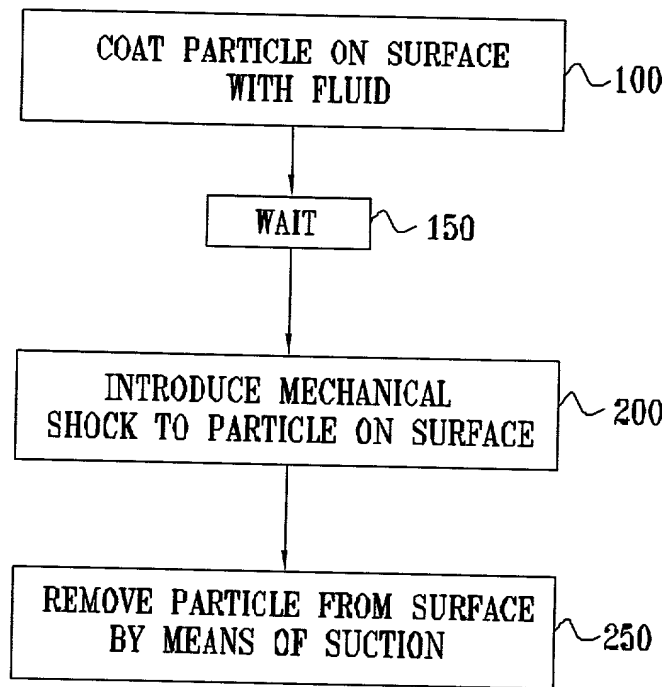 COAT PARTICLE ON SURFACE
WITH FLUID
100
WAIT
150
INTRODUCE MECHANICAL
SHOCK TO PARTICLE ON SURFACE
200
REMOVE PARTICLE FROM SURFACE
BY MEANS OF SUCTION
250